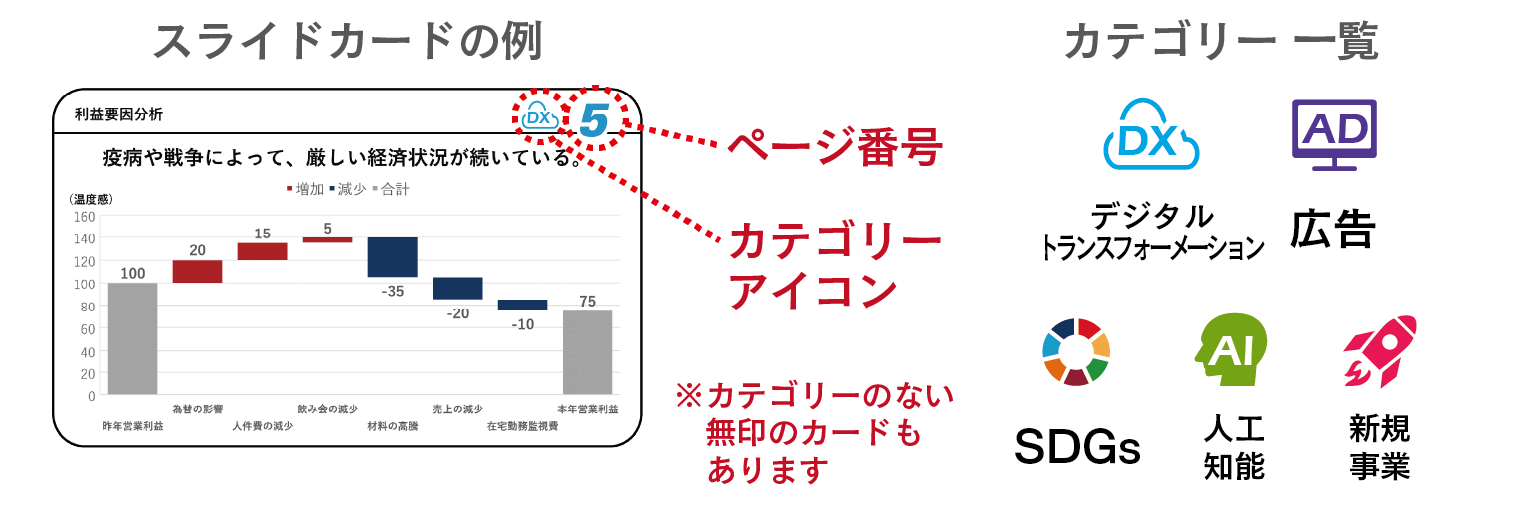 スライドカードの例
利益要因分析
DX
5
疫病や戦争によって、厳しい経済状況が続いている。
■増加 ■減少 ■合計
(温度感)
160
140
120
100
80
60
40
20
0
100
20
15
5
-35
-20
-10
75
昨年営業利益
為替の影響
人件費の減少
飲み会の減少
材料の高騰
売上の減少
在宅勤務監視費
本年営業利益
ページ番号
カテゴリー
アイコン
※カテゴリーのない
無印のカードも
あります
カテゴリー 一覧
DX
デジタル
トランスフォーメーション
AD
広告
SDGs
AI
人工
知能
新規
事業